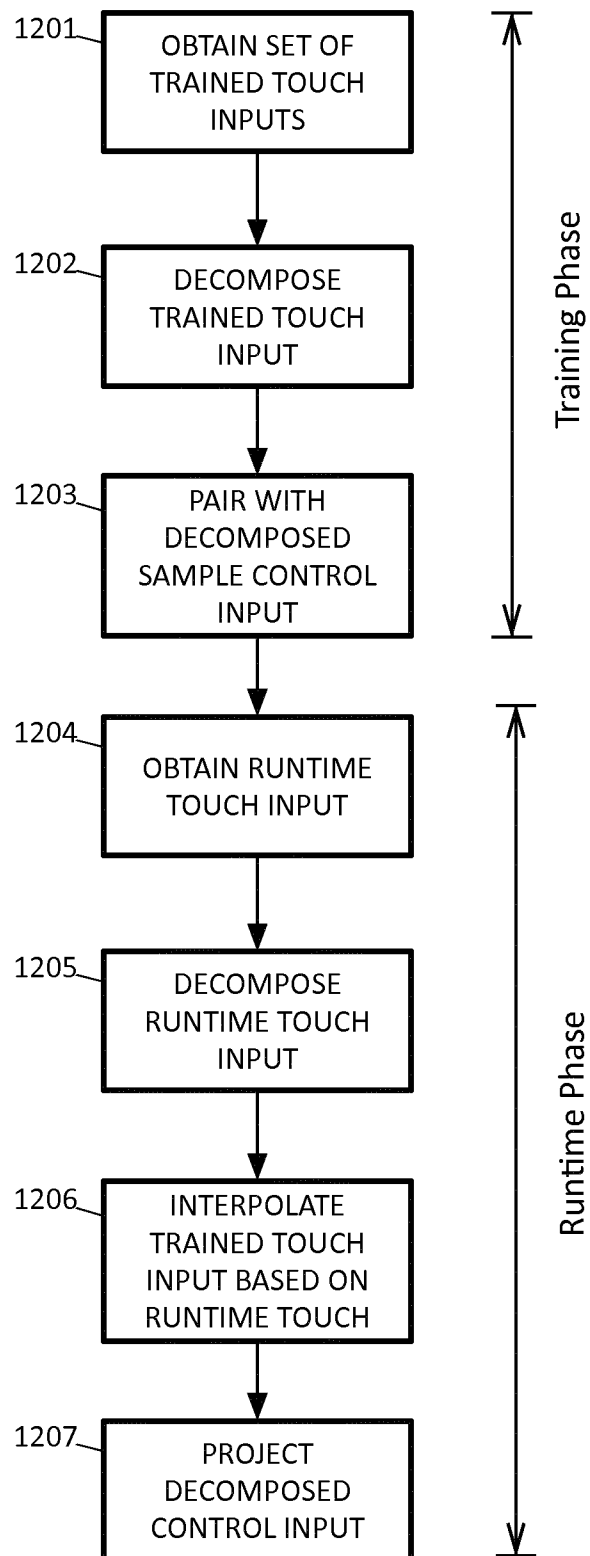 1201
OBTAIN SET OF
TRAINED TOUCH
INPUTS
1202
DECOMPOSE
TRAINED TOUCH
INPUT
1203
PAIR WITH
DECOMPOSED
SAMPLE CONTROL
INPUT
Training Phase
1204
OBTAIN RUNTIME
TOUCH INPUT
1205
DECOMPOSE
RUNTIME TOUCH
INPUT
1206
INTERPOLATE
TRAINED TOUCH
INPUT BASED ON
RUNTIME TOUCH
1207
PROJECT
DECOMPOSED
CONTROL INPUT
Runtime Phase